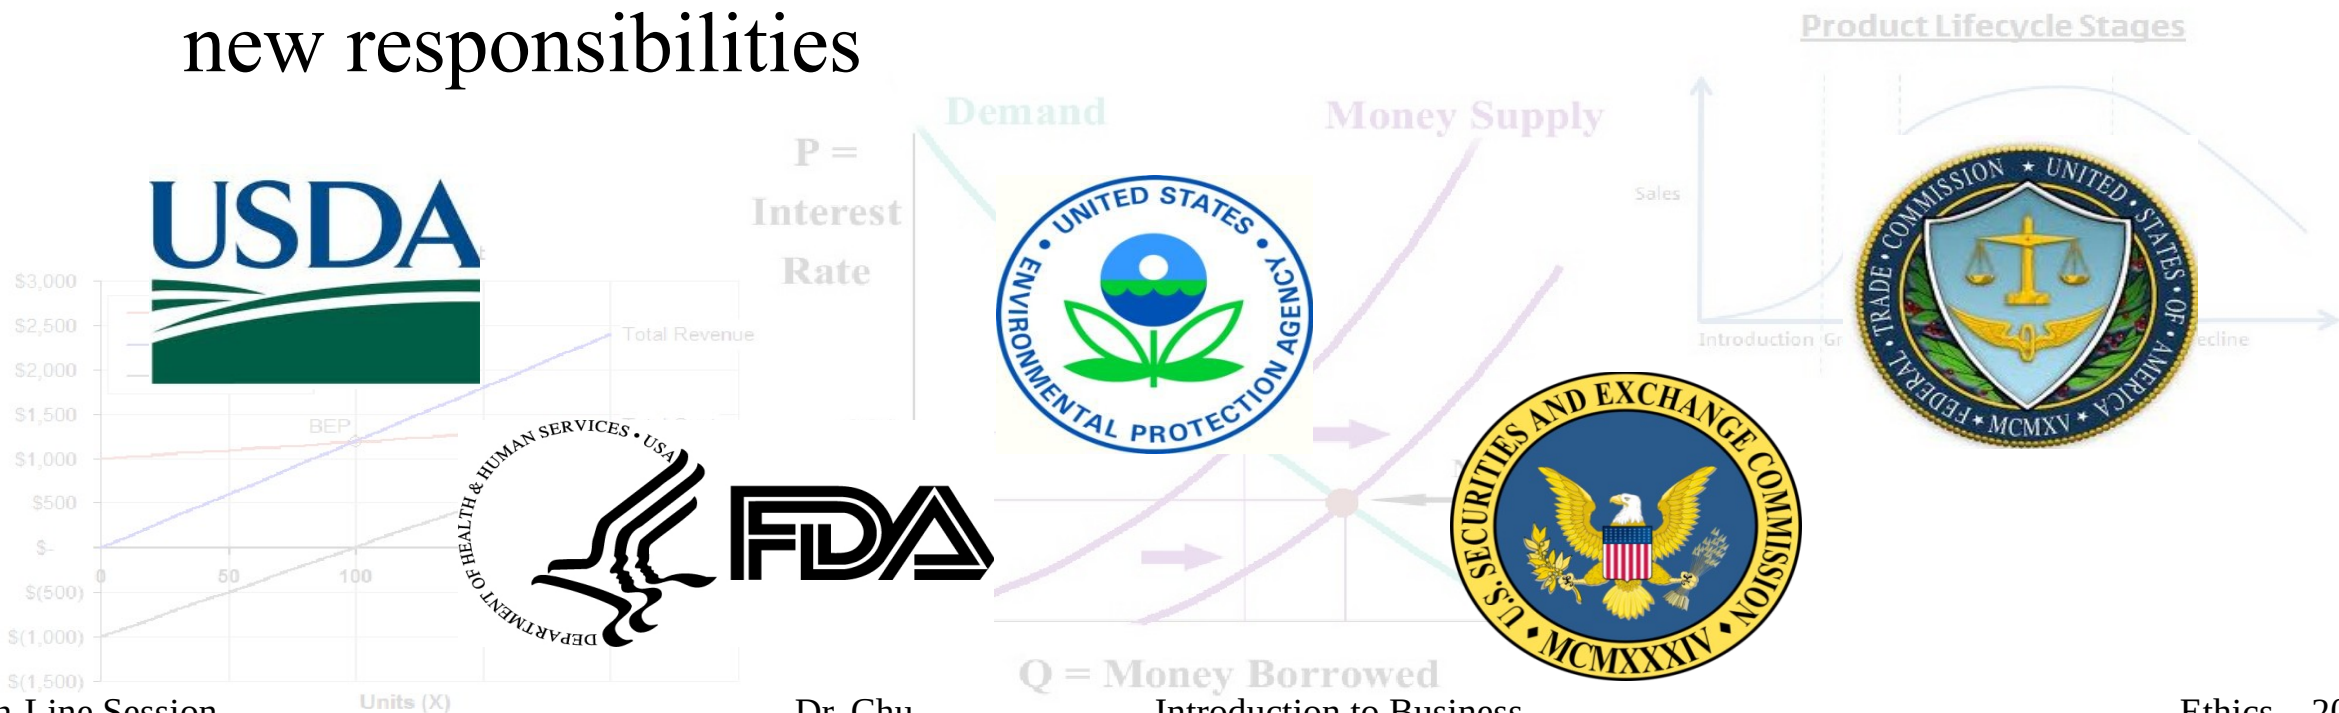 new responsibilities
Product Lifecycle Stages
Demand
Money Supply
P =
Interest
Rate
Sales
Introduction Gr
ecline
USDA
UNITED STATES • ENVIRONMENTAL PROTECTION AGENCY •
FEDERAL • TRADE • COMMISSION ★ UNITED • STATES • OF • AMERICA ★ MCMXV ★
$3,000
$2,500
$2,000
$1,500
$1,000
$500
$-
$(500)
$(1,000)
$(1,500)
Total Revenue
BEP
0 50 100
Units (X)
DEPARTMENT OF HEALTH & HUMAN SERVICES • USA
FDA
U.S. SECURITIES AND EXCHANGE COMMISSION
MCMXXXIV
Q = Money Borrowed
Line Session
Dr. Chu
Introduction to Business
Ethics